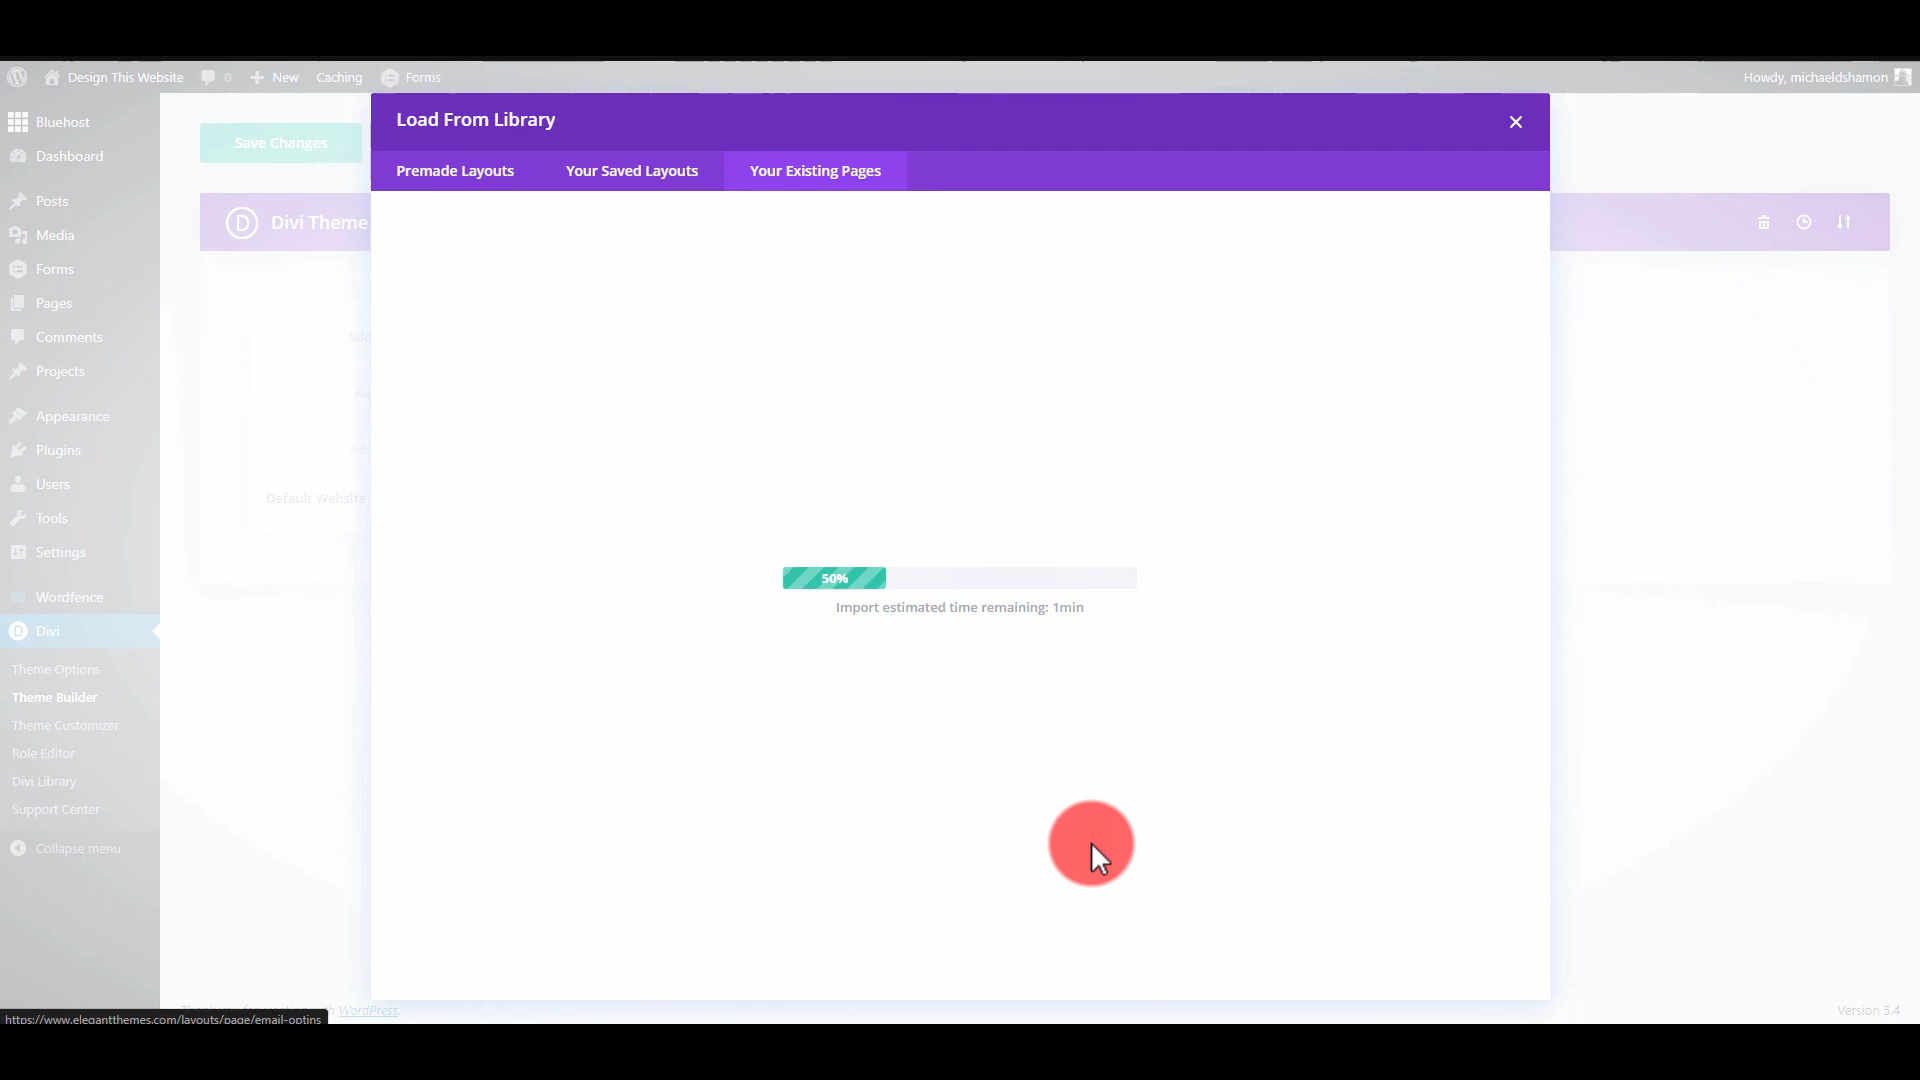 Design This Website 0 New Caching Forms Howdy, michaeldshamon
Load From Library
Premade Layouts Your Saved Layouts Your Existing Pages
Save Changes
D Divi Theme
Bluehost
Dashboard
Posts
Media
Forms
Pages
Comments
Projects
Appearance
Plugins
Users
Tools
Settings
Wordfence
D Divi
Theme Options
Theme Builder
Theme Customizer
Role Editor
Divi Library
Support Center
Collapse menu
Default Website
50%
Import estimated time remaining: 1min
WordPress.
Version 5.4
https://www.elegantthemes.com/layouts/page/email-optins